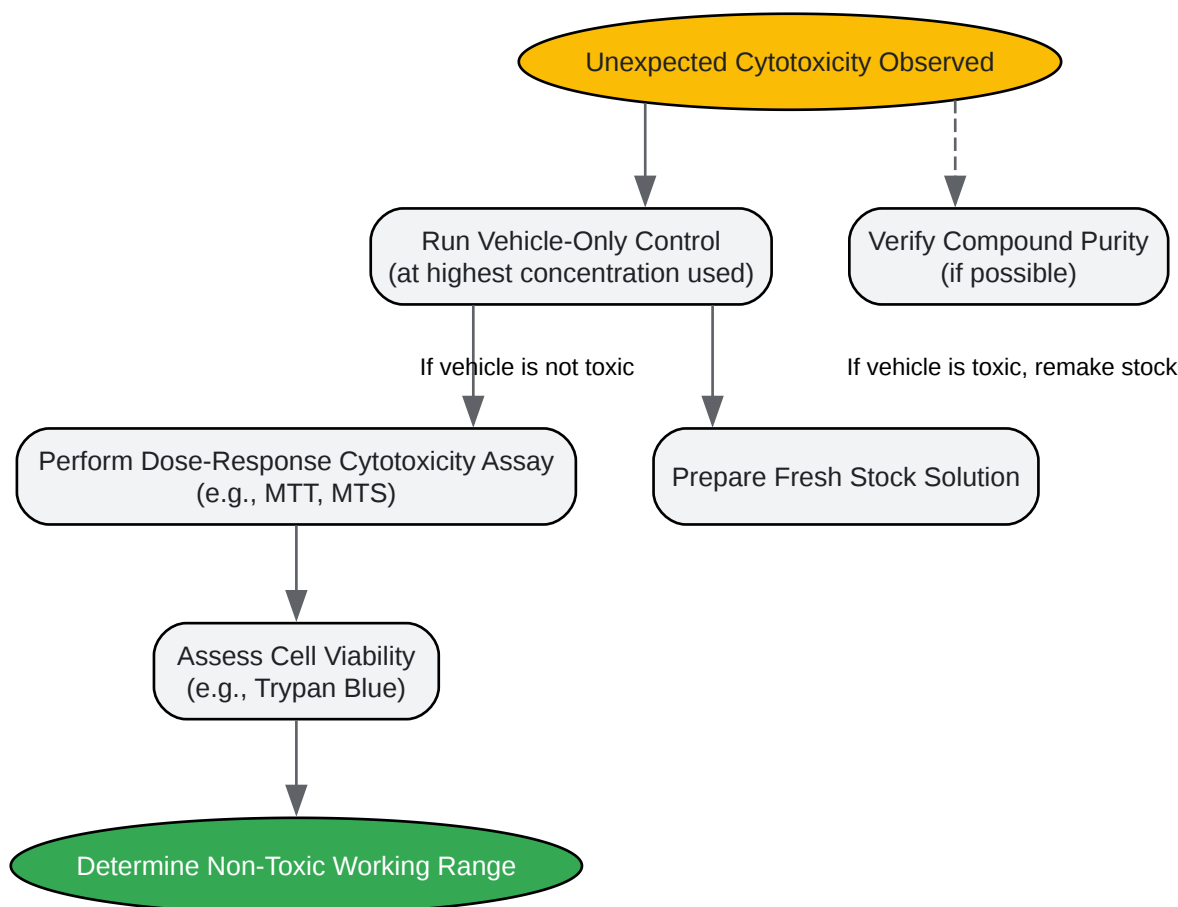 Unexpected Cytotoxicity Observed
Run Vehicle-Only Control
(at highest concentration used)
Verify Compound Purity
(if possible)
If vehicle is not toxic
If vehicle is toxic, remake stock
Perform Dose-Response Cytotoxicity Assay
(e.g., MTT, MTS)
Prepare Fresh Stock Solution
Assess Cell Viability
(e.g., Trypan Blue)
Determine Non-Toxic Working Range